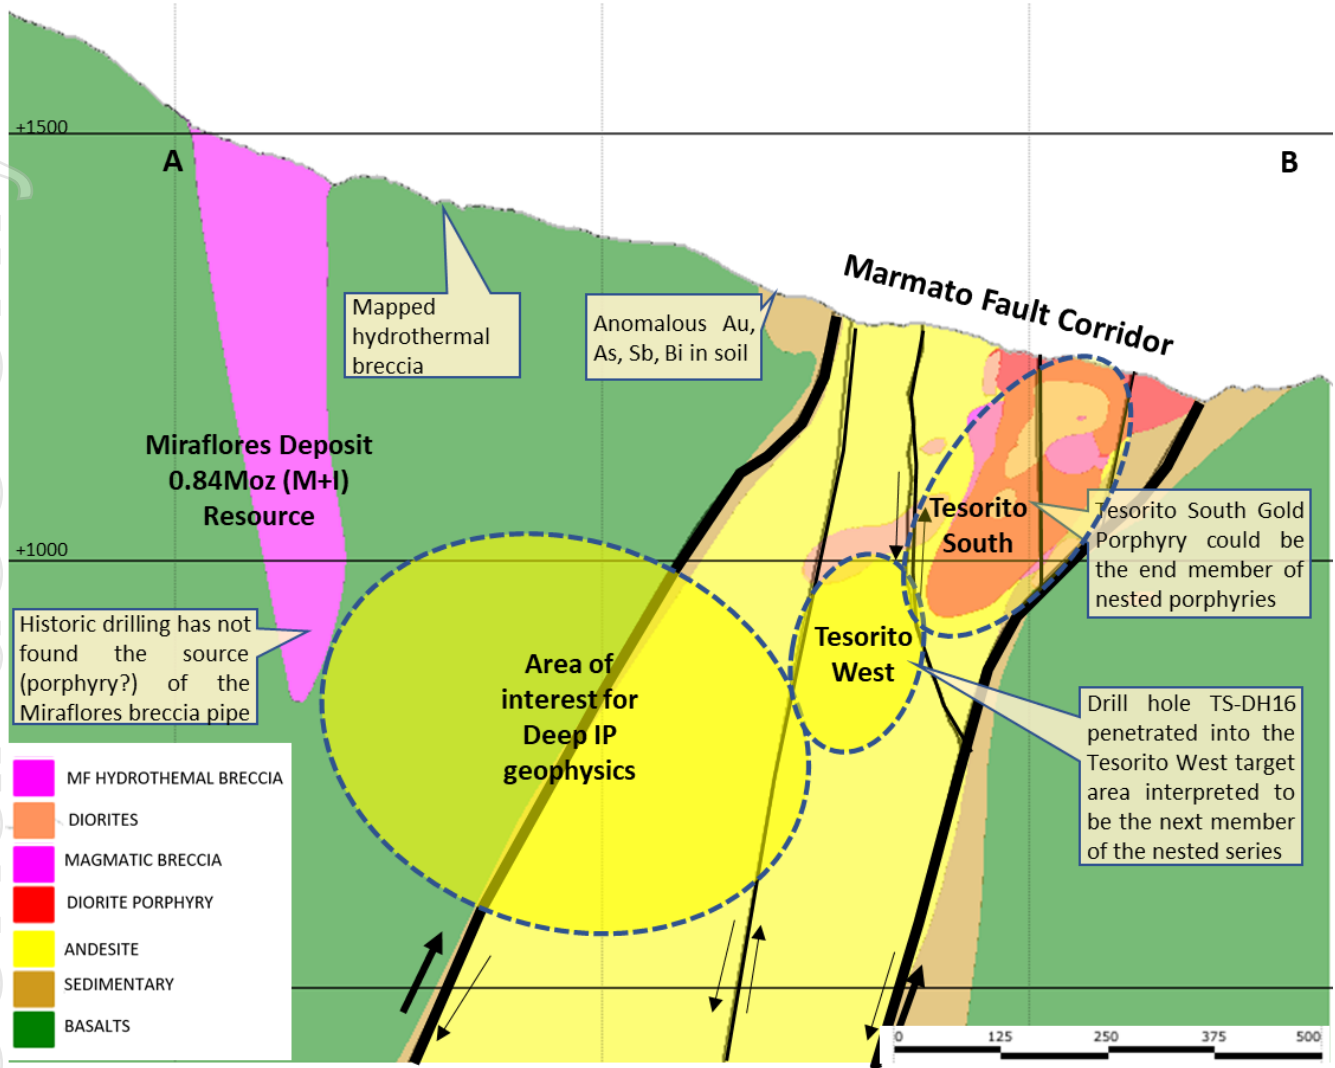 +1500
A
B
Marmato Fault Corridor
Mapped
hydrothermal
breccia
Anomalous Au,
As, Sb, Bi in soil
Miraflores Deposit
0.84Moz (M+I)
Resource
+1000
Tesorito
South
Tesorito South Gold
Porphyry could be
the end member of
nested porphyries
Historic drilling has not
found the source
(porphyry?) of the
Miraflores breccia pipe
Area of
interest for
Deep IP
geophysics
Tesorito
West
Drill hole TS-DH16
penetrated into the
Tesorito West target
area interpreted to
be the next member
of the nested series
MF HYDROTHEMAL BRECCIA
DIORITES
MAGMATIC BRECCIA
DIORITE PORPHYRY
ANDESITE
SEDIMENTARY
BASALTS
0 125 250 375 500